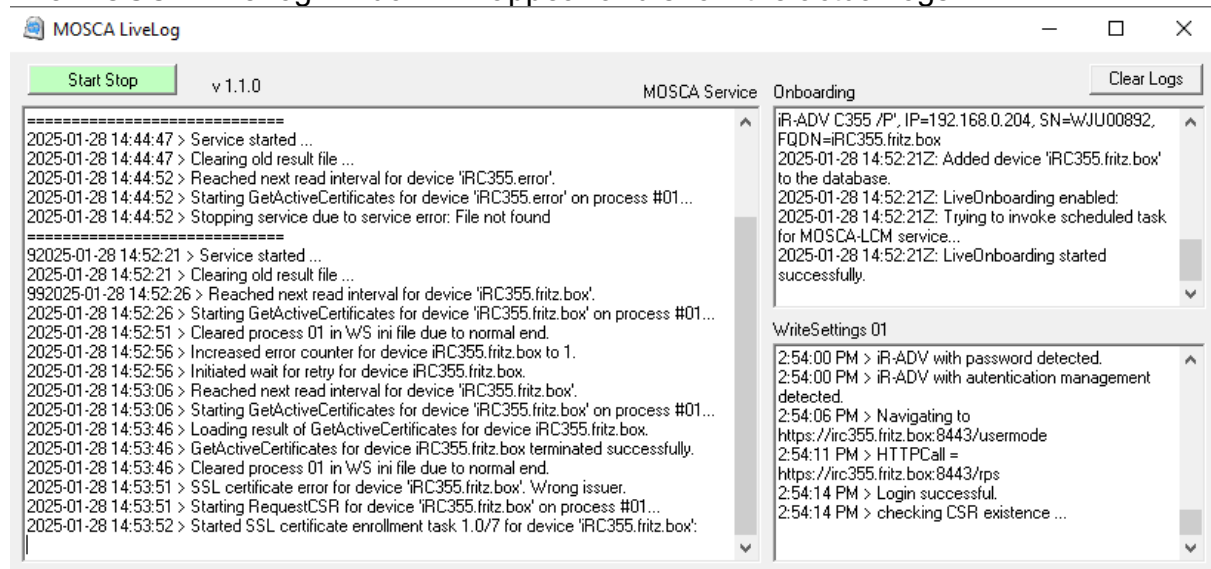 MOSCA LiveLog
Start Stop
v 1.1.0
MOSCA Service
==============================
2025-01-28 14:44:47 > Service started ...
2025-01-28 14:44:47 > Clearing old result file ...
2025-01-28 14:44:52 > Reached next read interval for device 'iRC355.error'.
2025-01-28 14:44:52 > Starting GetActiveCertificates for device 'iRC355.error' on process #01...
2025-01-28 14:44:52 > Stopping service due to service error: File not found
==============================
92025-01-28 14:52:21 > Service started ...
2025-01-28 14:52:21 > Clearing old result file ...
992025-01-28 14:52:26 > Reached next read interval for device 'iRC355.fritz.box'.
2025-01-28 14:52:26 > Starting GetActiveCertificates for device 'iRC355.fritz.box' on process #01...
2025-01-28 14:52:51 > Cleared process 01 in WS ini file due to normal end.
2025-01-28 14:52:56 > Increased error counter for device iRC355.fritz.box to 1.
2025-01-28 14:52:56 > Initiated wait for retry for device iRC355.fritz.box.
2025-01-28 14:53:06 > Reached next read interval for device 'iRC355.fritz.box'.
2025-01-28 14:53:06 > Starting GetActiveCertificates for device 'iRC355.fritz.box' on process #01...
2025-01-28 14:53:46 > Loading result of GetActiveCertificates for device iRC355.fritz.box.
2025-01-28 14:53:46 > GetActiveCertificates for device iRC355.fritz.box terminated successfully.
2025-01-28 14:53:46 > Cleared process 01 in WS ini file due to normal end.
2025-01-28 14:53:51 > SSL certificate error for device 'iRC355.fritz.box'. Wrong issuer.
2025-01-28 14:53:51 > Starting RequestCSR for device 'iRC355.fritz.box' on process #01...
2025-01-28 14:53:52 > Started SSL certificate enrollment task 1.0/7 for device 'iRC355.fritz.box':
Onboarding
Clear Logs
iR-ADV C355 /P', IP=192.168.0.204, SN=WJU00892,
FQDN=iRC355.fritz.box
2025-01-28 14:52:21Z: Added device 'iRC355.fritz.box'
to the database.
2025-01-28 14:52:21Z: LiveOnboarding enabled:
2025-01-28 14:52:21Z: Trying to invoke scheduled task
for MOSCA-LCM service...
2025-01-28 14:52:21Z: LiveOnboarding started
successfully.
WriteSettings 01
2:54:00 PM > iR-ADV with password detected.
2:54:00 PM > iR-ADV with autentication management
detected.
2:54:06 PM > Navigating to
https://irc355.fritz.box:8443/usermode
2:54:11 PM > HTTPCall =
https://irc355.fritz.box:8443/rps
2:54:14 PM > Login successful.
2:54:14 PM > checking CSR existence ...